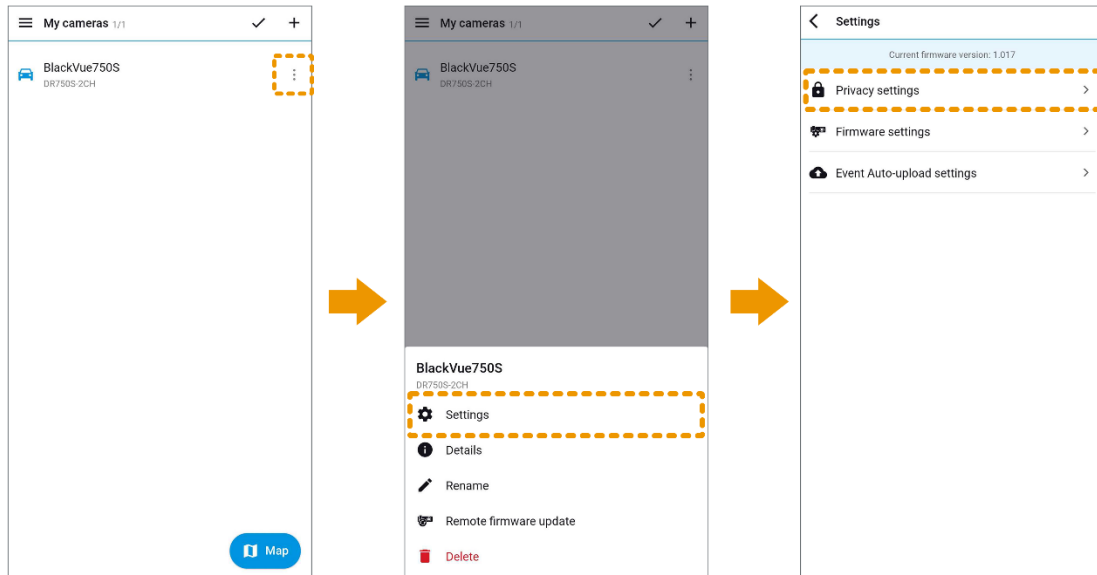 My cameras 1/1
BlackVue750S
DR750S-2CH
Map
My cameras 1/1
BlackVue750S
DR750S-2CH
BlackVue750S
DR750S-2CH
Settings
Details
Rename
Remote firmware update
Delete
Settings
Current firmware version: 1.017
Privacy settings
Firmware settings
Event Auto-upload settings